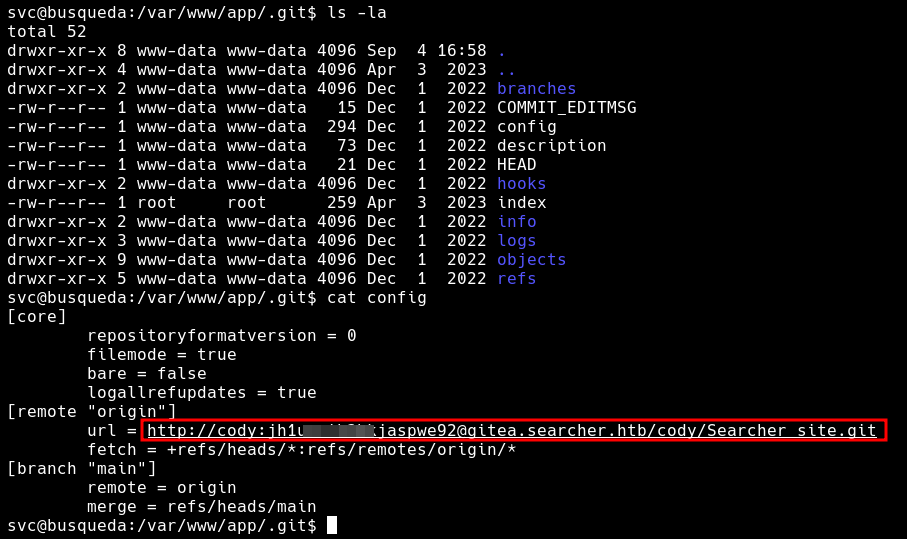 svc@busqueda:/var/www/app/.git$ ls -la
total 52
drwxr-xr-x 8 www-data www-data 4096 Sep  4 16:58 .
drwxr-xr-x 4 www-data www-data 4096 Apr  3  2023 ..
drwxr-xr-x 2 www-data www-data 4096 Dec  1  2022 branches
-rw-r--r-- 1 www-data www-data   15 Dec  1  2022 COMMIT_EDITMSG
-rw-r--r-- 1 www-data www-data  294 Dec  1  2022 config
-rw-r--r-- 1 www-data www-data   73 Dec  1  2022 description
-rw-r--r-- 1 www-data www-data   21 Dec  1  2022 HEAD
drwxr-xr-x 2 www-data www-data 4096 Dec  1  2022 hooks
-rw-r--r-- 1 root     root      259 Apr  3  2023 index
drwxr-xr-x 2 www-data www-data 4096 Dec  1  2022 info
drwxr-xr-x 3 www-data www-data 4096 Dec  1  2022 logs
drwxr-xr-x 9 www-data www-data 4096 Dec  1  2022 objects
drwxr-xr-x 5 www-data www-data 4096 Dec  1  2022 refs
svc@busqueda:/var/www/app/.git$ cat config
[core]
        repositoryformatversion = 0
        filemode = true
        bare = false
        logallrefupdates = true
[remote "origin"]
        url = http://cody:jh1u jaspwe92@gitea.searcher.htb/cody/Searcher_site.git
        fetch = +refs/heads/*:refs/remotes/origin/*
[branch "main"]
        remote = origin
        merge = refs/heads/main
svc@busqueda:/var/www/app/.git$